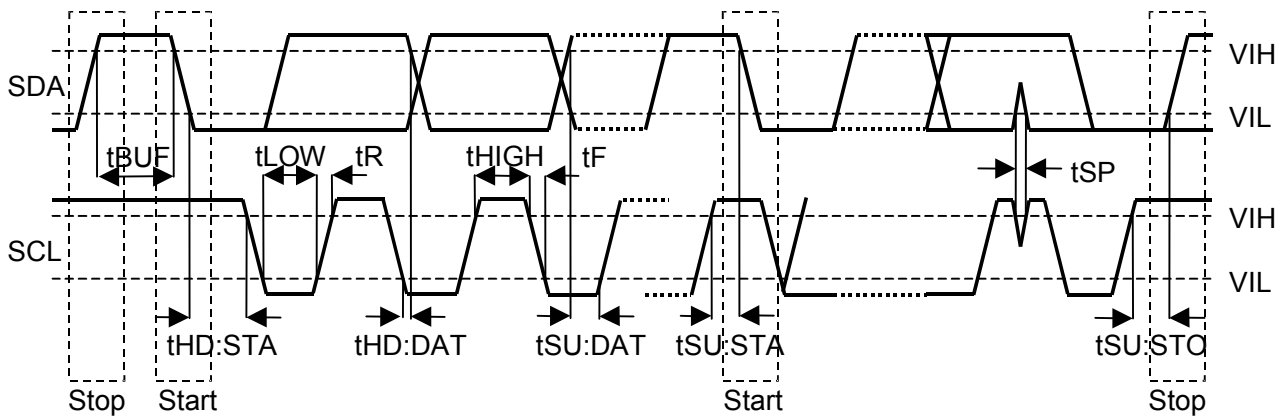 VIH
SDA
VIL
tBUF tLOW tR tHIGH tF tSP
VIH
SCL
VIL
tHD:STA tHD:DAT tSU:DAT tSU:STA tSU:STO
Stop Start Start Stop